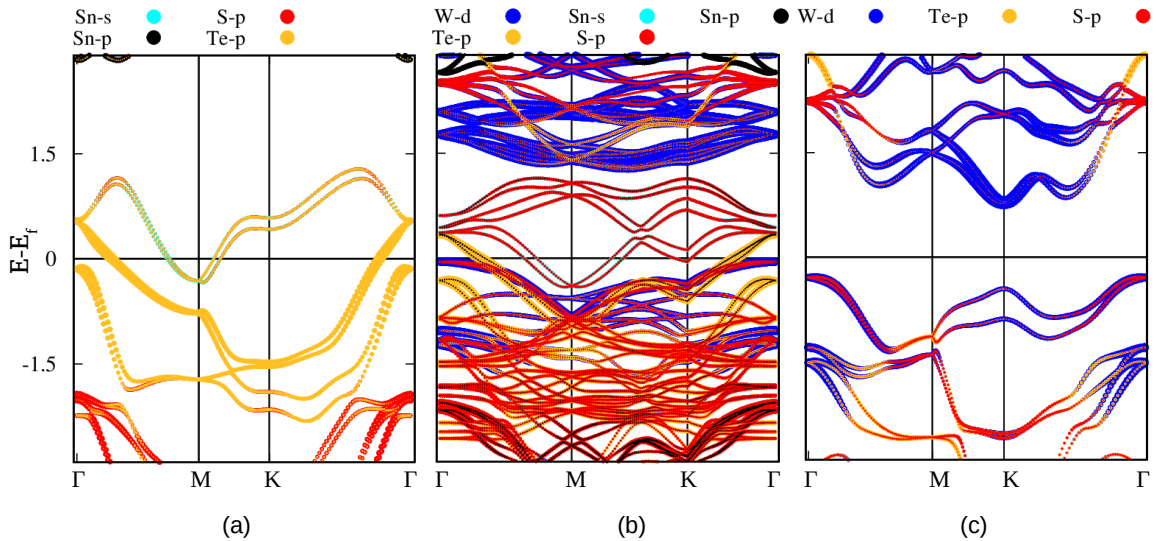 Sn-s S-p Sn-p Te-p
W-d Sn-s Sn-p Te-p S-p
W-d Te-p S-p
E-E_f
1.5
0
-1.5
Γ M K Γ
Γ M K Γ
Γ M K Γ
(a)
(b)
(c)